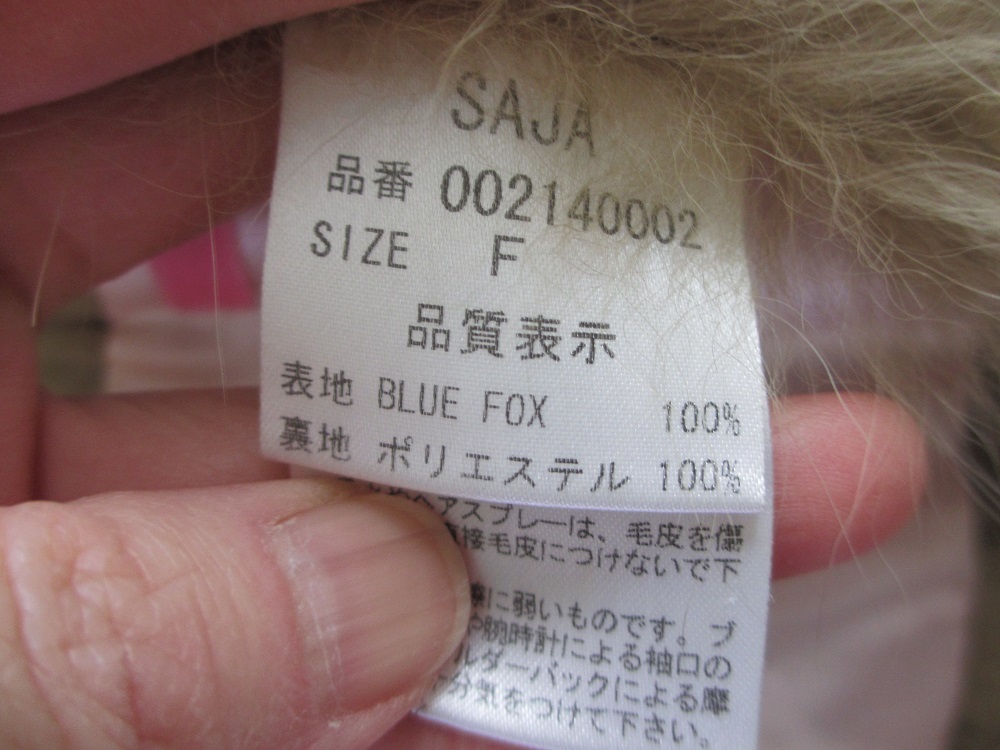 SAJA
品番 002140002
SIZE F
品質表示
表地 BLUE FOX 100%
裏地 ポリエステル 100%
ヘアスプレーは、毛皮を傷
接毛皮につけないで下
に弱いものです。ブ
腕時計による袖口の
ルダーバックによる摩
分気をつけて下さい。